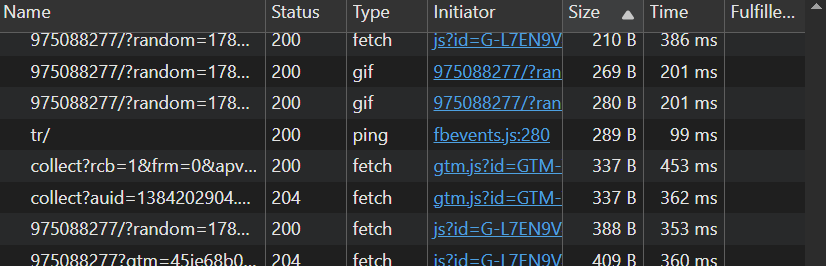 Name Status Type Initiator Size Time Fulfille...
975088277/?random=178... 200 fetch js?id=G-L7EN9V 210 B 386 ms
975088277/?random=178... 200 gif 975088277/?ran 269 B 201 ms
975088277/?random=178... 200 gif 975088277/?ran 280 B 201 ms
tr/ 200 ping fbevents.js:280 289 B 99 ms
collect?rcb=1&frm=0&apv... 200 fetch gtm.js?id=GTM- 337 B 453 ms
collect?auid=1384202904.... 204 fetch gtm.js?id=GTM- 337 B 362 ms
975088277/?random=178... 200 fetch js?id=G-L7EN9V 388 B 353 ms
975088277?gtm=45je68b0... 204 fetch js?id=G-L7EN9V 409 B 360 ms